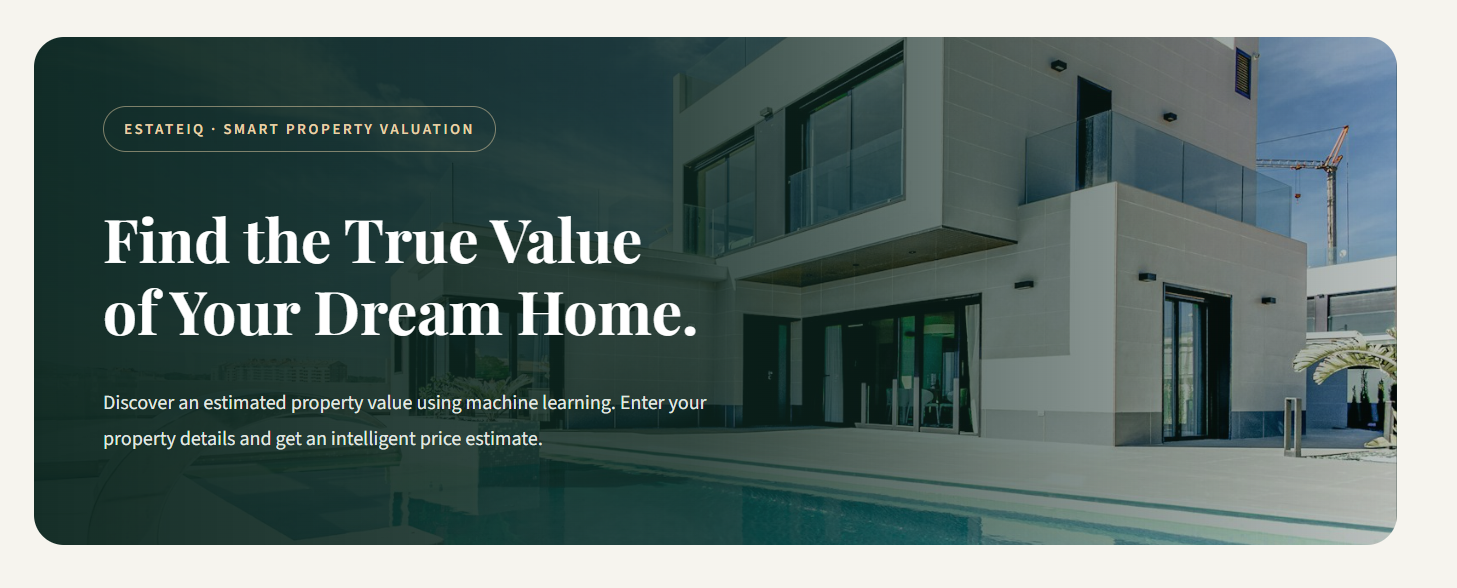 ESTATEIQ · SMART PROPERTY VALUATION
Find the True Value
of Your Dream Home.
Discover an estimated property value using machine learning. Enter your
property details and get an intelligent price estimate.